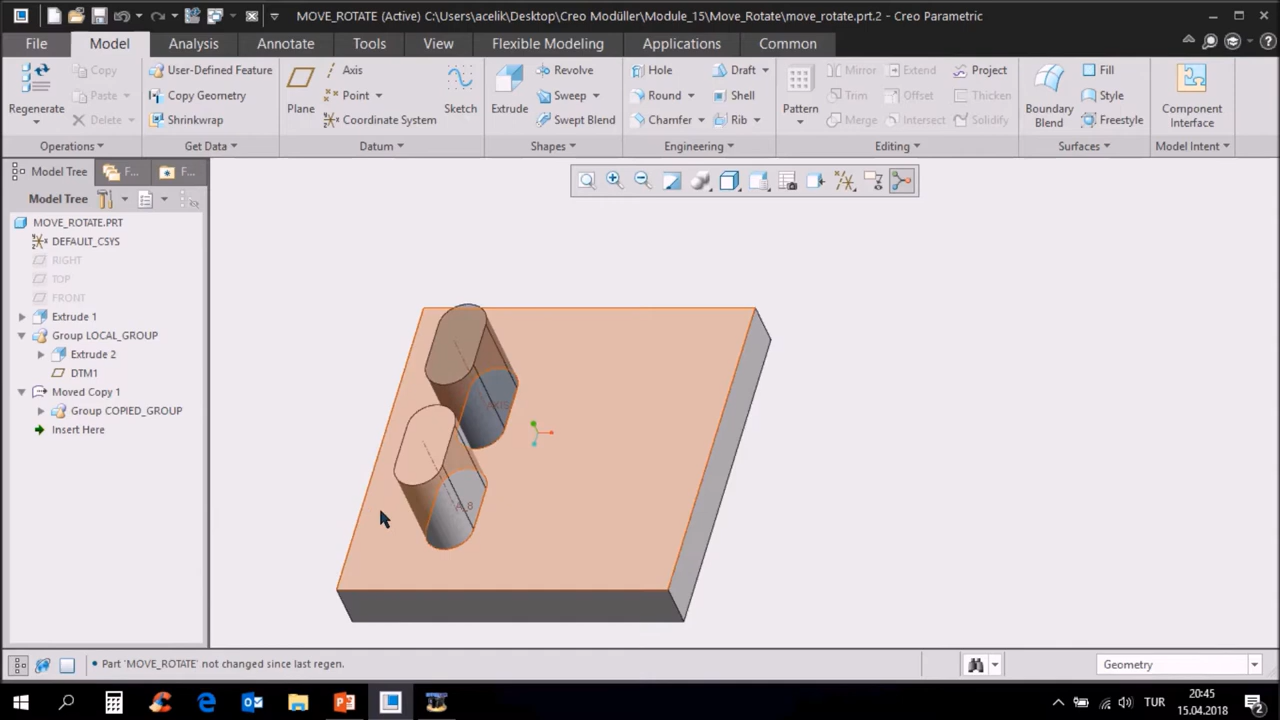 MOVE_ROTATE (Active) C:\Users\acelik\Desktop\Creo Modüller\Module_15\Move_Rotate\move_rotate.prt.2 - Creo Parametric
File Model Analysis Annotate Tools View Flexible Modeling Applications Common
Regenerate
Copy
Paste
Delete
Operations
User-Defined Feature
Copy Geometry
Shrinkwrap
Get Data
Plane
Axis
Point
Coordinate System
Sketch
Datum
Extrude
Revolve
Sweep
Swept Blend
Shapes
Hole
Round
Chamfer
Draft
Shell
Rib
Engineering
Pattern
Mirror
Trim
Merge
Extend
Offset
Intersect
Project
Thicken
Solidify
Editing
Boundary
Blend
Fill
Style
Freestyle
Surfaces
Component
Interface
Model Intent
Model Tree F... F...
Model Tree
MOVE_ROTATE.PRT
DEFAULT_CSYS
RIGHT
TOP
FRONT
Extrude 1
Group LOCAL_GROUP
Extrude 2
DTM1
Moved Copy 1
Group COPIED_GROUP
Insert Here
A_8
• Part 'MOVE_ROTATE' not changed since last regen.
Geometry
TUR
20:45
15.04.2018
2